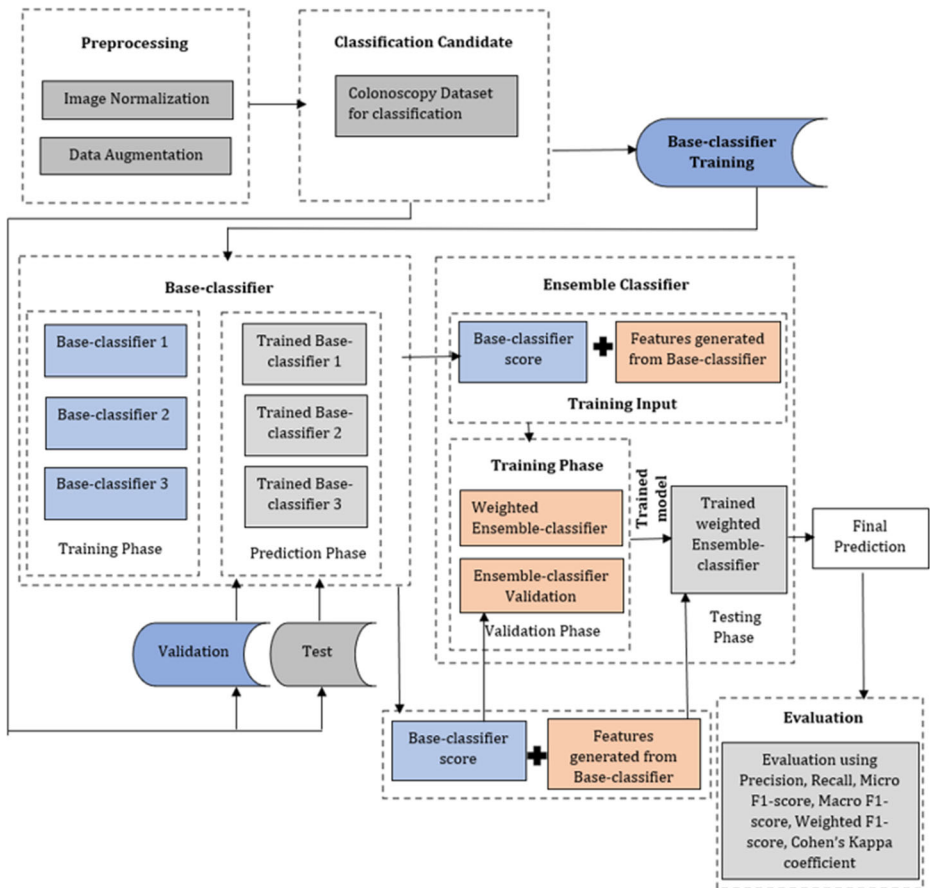 Preprocessing
Image Normalization
Data Augmentation
Classification Candidate
Colonoscopy Dataset
for classification
Base-classifier
Training
Base-classifier
Base-classifier 1
Base-classifier 2
Base-classifier 3
Training Phase
Trained Base-
classifier 1
Trained Base-
classifier 2
Trained Base-
classifier 3
Prediction Phase
Ensemble Classifier
Base-classifier
score
Features generated
from Base-classifier
Training Input
Training Phase
Weighted
Ensemble-classifier
Ensemble-classifier
Validation
Validation Phase
Trained
model
Trained
weighted
Ensemble-
classifier
Testing
Phase
Final
Prediction
Validation
Test
Base-classifier
score
Features
generated from
Base-classifier
Evaluation
Evaluation using
Precision, Recall, Micro
F1-score, Macro F1-
score, Weighted F1-
score, Cohen's Kappa
coefficient